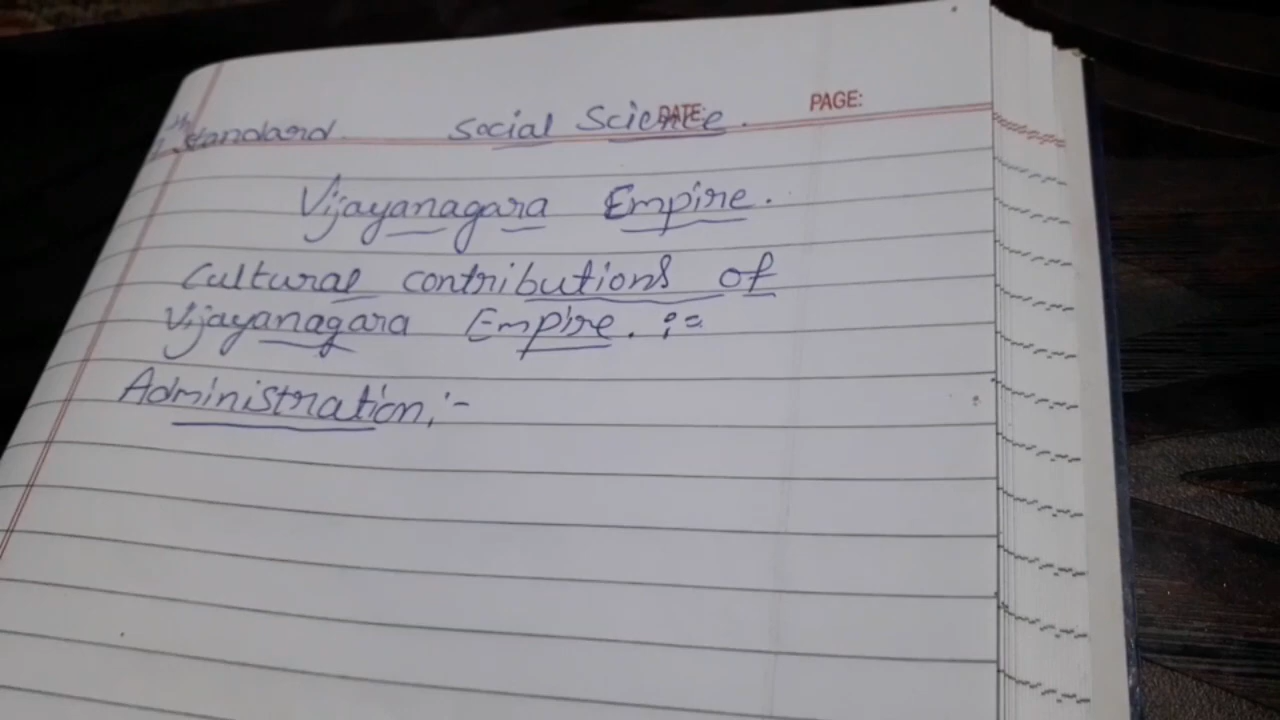 Standard Social Science.
DATE: PAGE:
Vijayanagara Empire.
Cultural contributions of
Vijayanagara Empire. :=
Administration:-